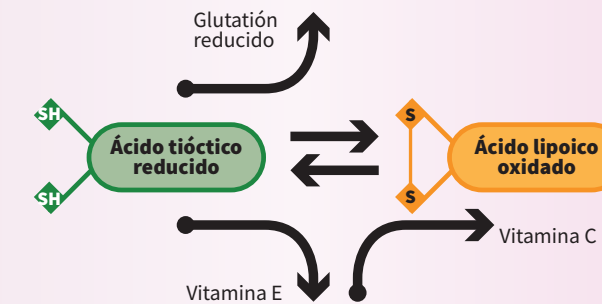 Glutatión
reducido
SH
S
Ácido tióctico
reducido
Ácido lipoico
oxidado
SH
S
Vitamina C
Vitamina E